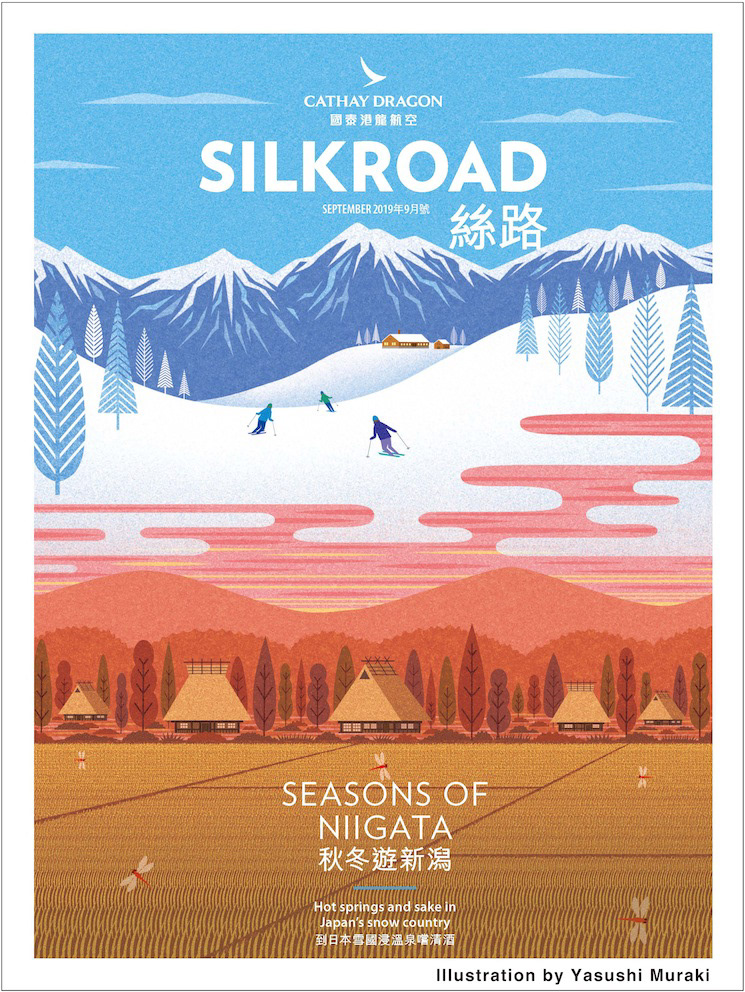 CATHAY DRAGON
國泰港龍航空
SILKROAD
SEPTEMBER 2019年9月號
絲路
SEASONS OF
NIIGATA
秋冬遊新潟
Hot springs and sake in
Japan's snow country
到日本雪國浸溫泉嚐清酒
Illustration by Yasushi Muraki